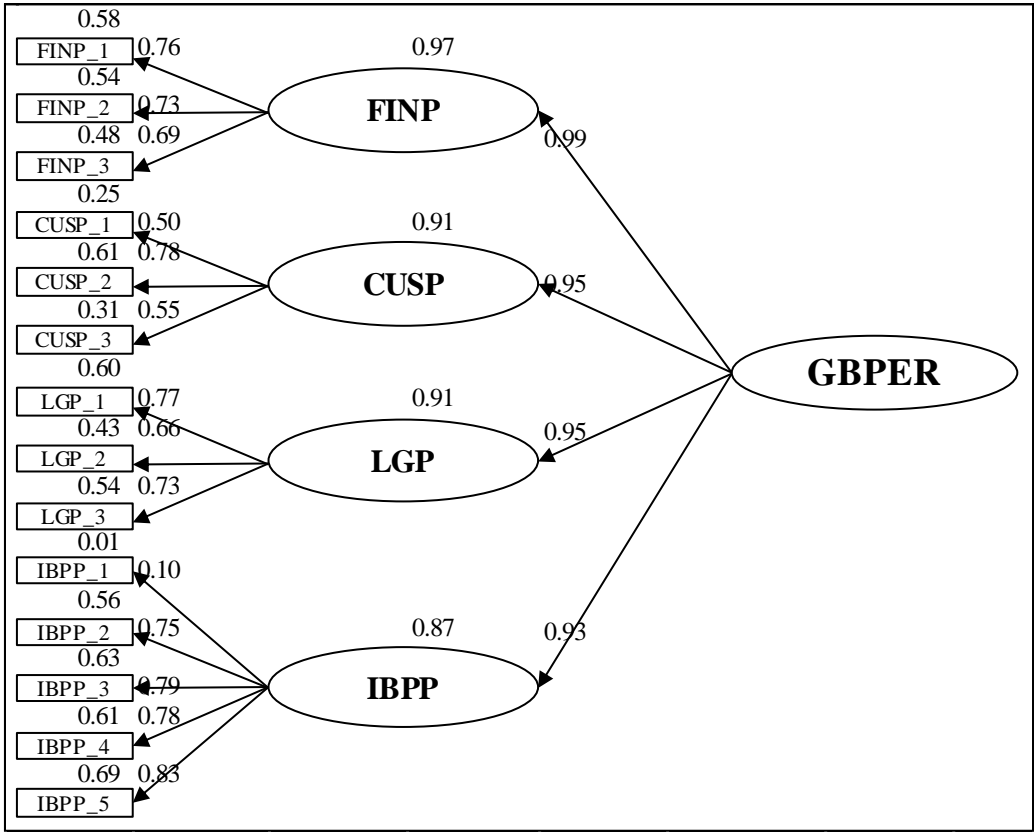 0.58
FINP_1 0.76 0.97
0.54
FINP_2 0.73 FINP
0.48 0.69 0.99
FINP_3
0.25
CUSP_1 0.50 0.91
0.61 0.78
CUSP_2 CUSP 0.95
0.31 0.55
CUSP_3
0.60 GBPER
LGP_1 0.77 0.91
0.43 0.66 0.95
LGP_2 LGP
0.54 0.73
LGP_3
0.01
IBPP_1 0.10
0.56
IBPP_2 0.75 0.87 0.93
0.63
IBPP_3 0.79 IBPP
0.61 0.78
IBPP_4
0.69 0.83
IBPP_5